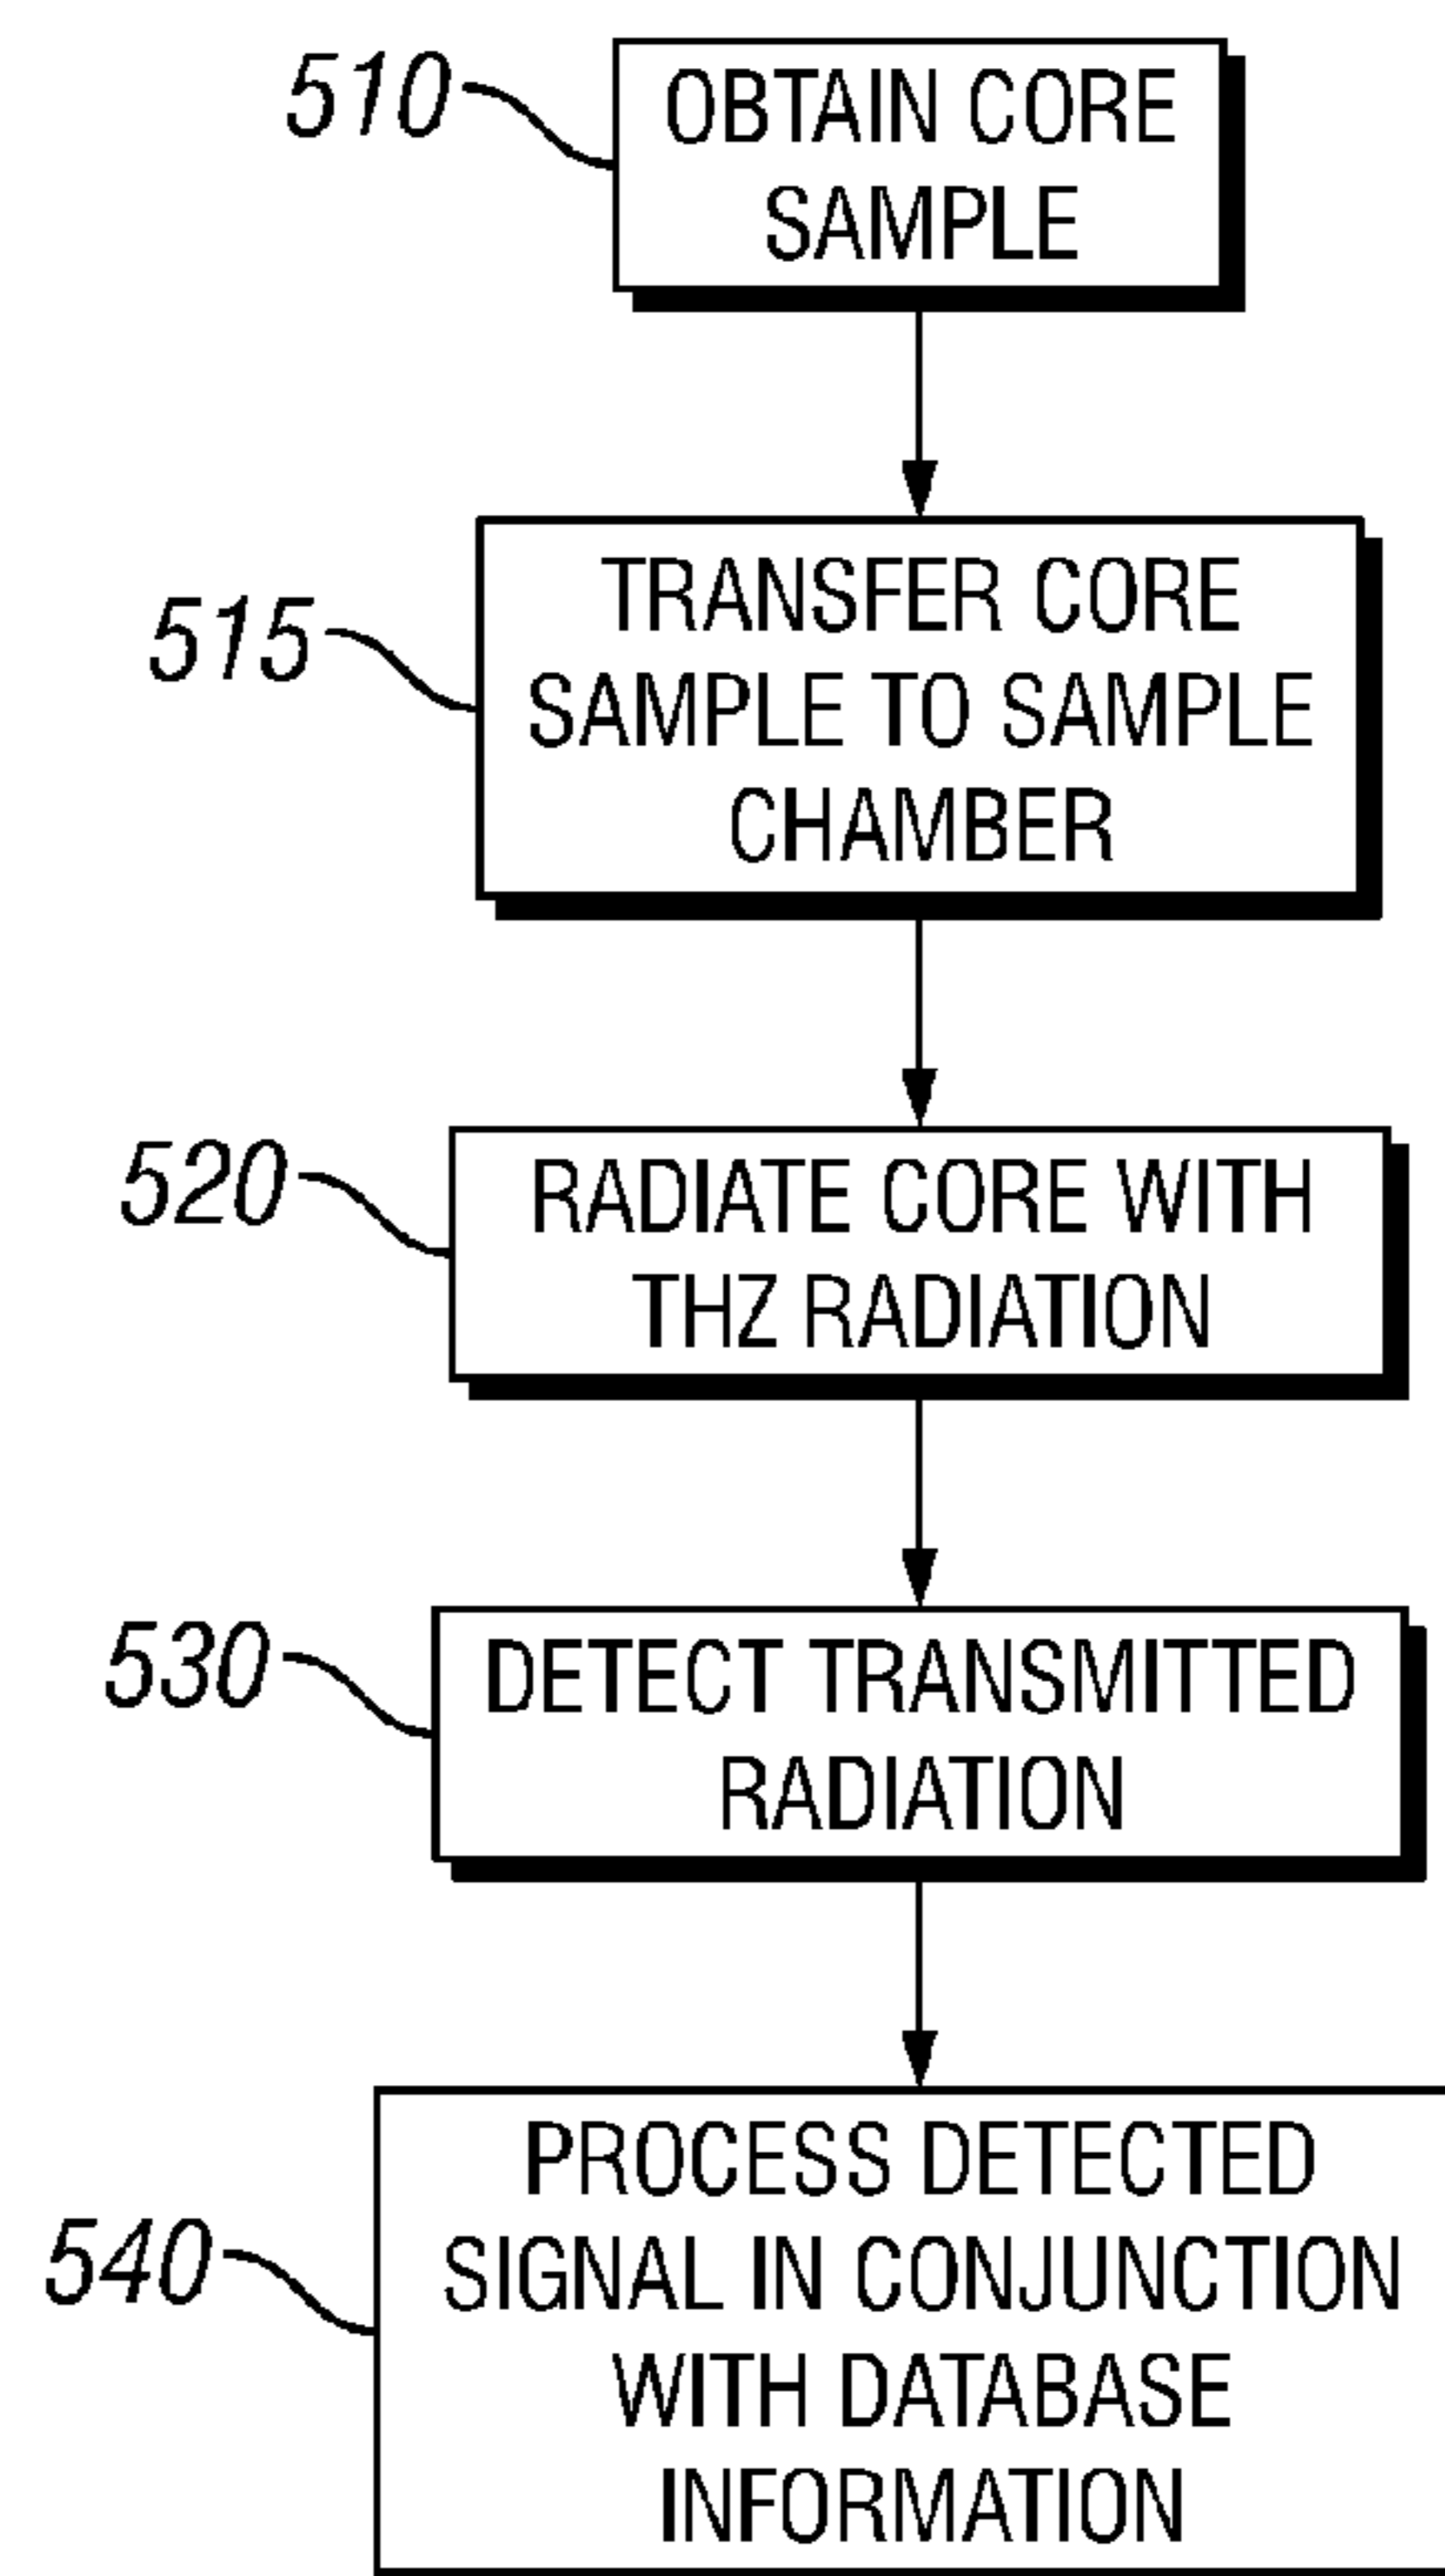 510
OBTAIN CORE
SAMPLE
515
TRANSFER CORE
SAMPLE TO SAMPLE
CHAMBER
520
RADIATE CORE WITH
THZ RADIATION
530
DETECT TRANSMITTED
RADIATION
540
PROCESS DETECTED
SIGNAL IN CONJUNCTION
WITH DATABASE
INFORMATION